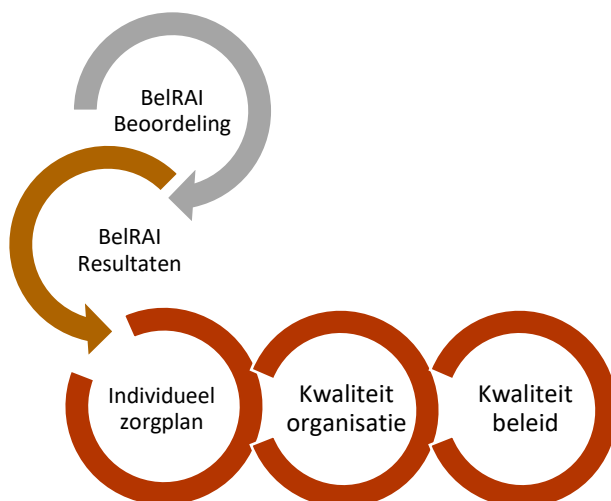 BelRAI
Beoordeling
BelRAI
Resultaten
Individueel
zorgplan
Kwaliteit
organisatie
Kwaliteit
beleid